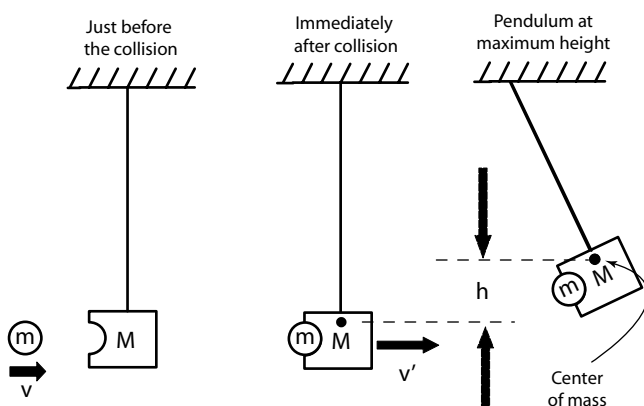 Just before
the collision
Immediately
after collision
Pendulum at
maximum height
m
v
M
m
M
v'
h
m
M
Center
of mass